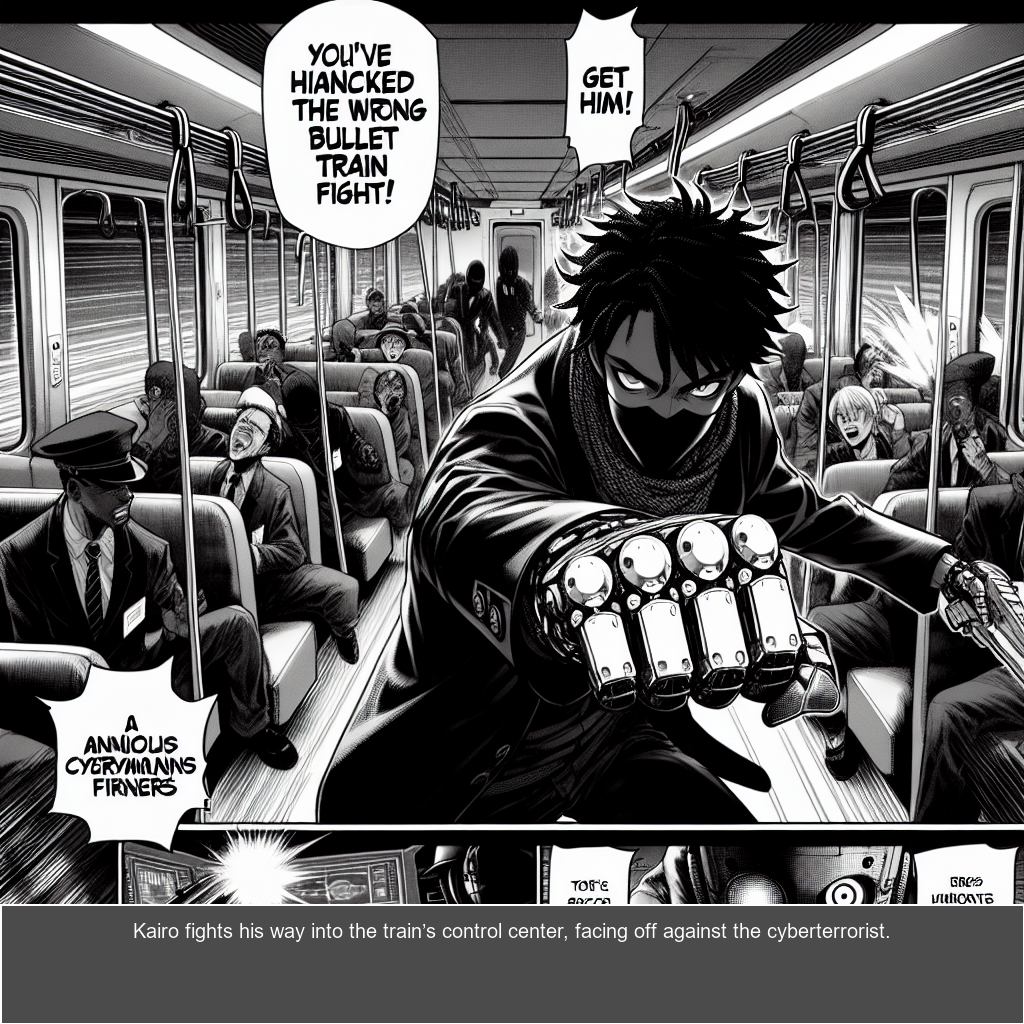 YOU'VE
HIANCKED
THE WRONG
BULLET
TRAIN
FIGHT!
GET
HIM!
A
ANNIOUS
FIRNERS
Kairo fights his way into the train's control center, facing off against the cyberterrorist.